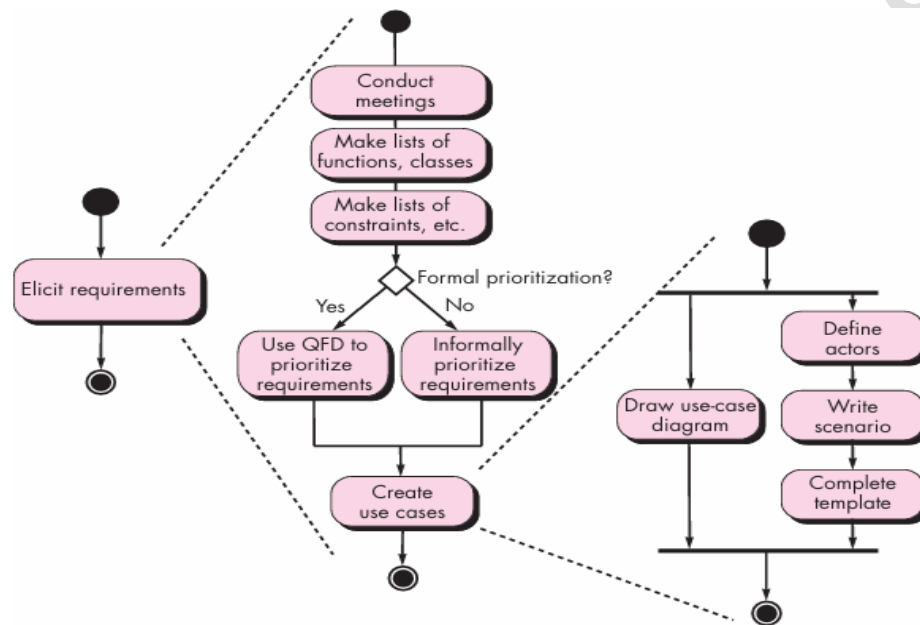 Elicit requirements
Conduct
meetings
Make lists of
functions, classes
Make lists of
constraints, etc.
Formal prioritization?
Yes
No
Use QFD to
prioritize
requirements
Informally
prioritize
requirements
Create
use cases
Draw use-case
diagram
Define
actors
Write
scenario
Complete
template